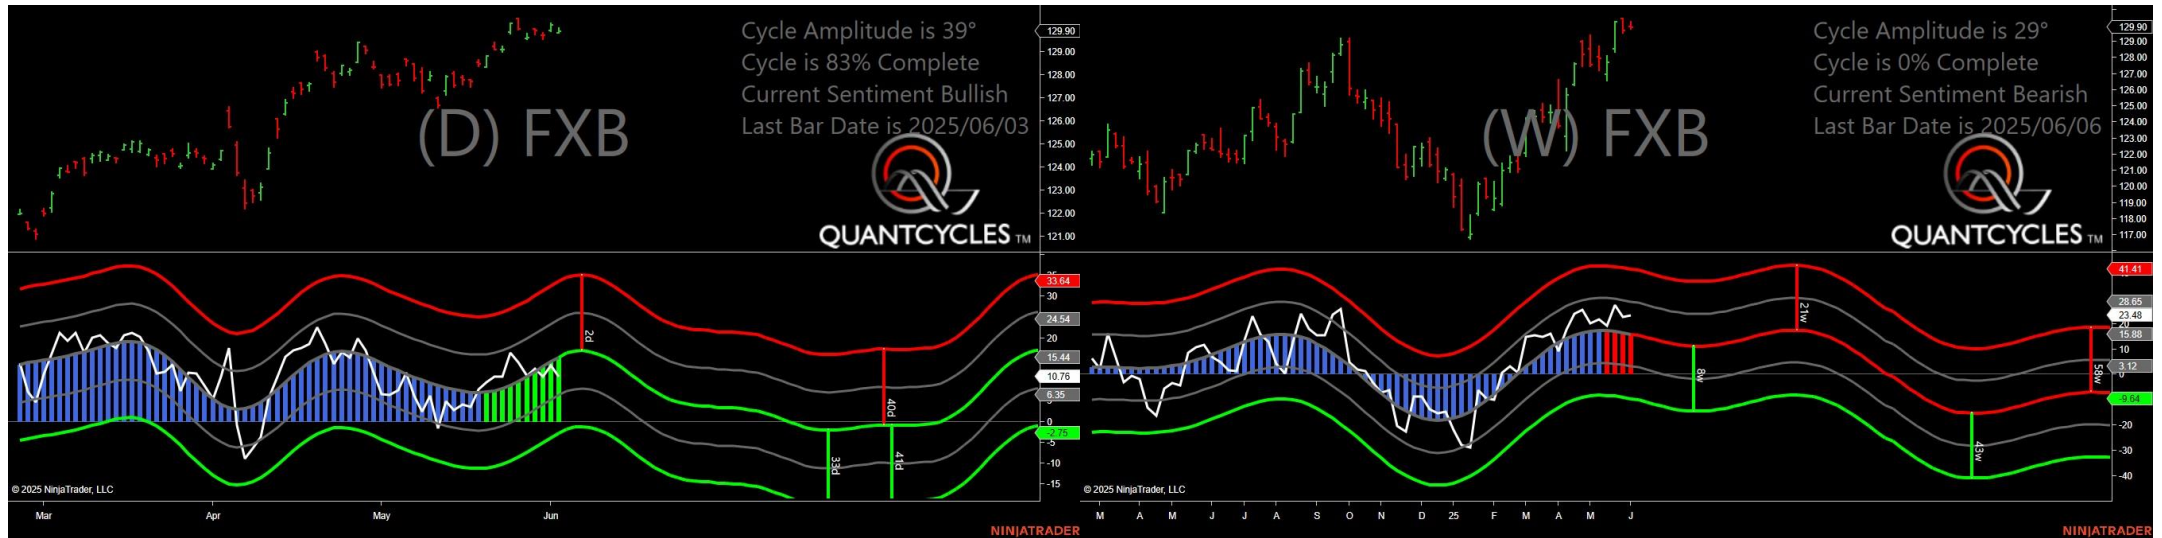 Cycle Amplitude is 39°
Cycle is 83% Complete
Current Sentiment Bullish
Last Bar Date is 2025/06/03
(D) FXB
QUANTCYCLES TM
129.90
129.00
128.00
127.00
126.00
125.00
124.00
123.00
122.00
121.00
33.64
30
24.54
20
15.44
10.76
6.35
0
-2.75
-5
-10
-15
2d
40d
33d
41d
© 2025 NinjaTrader, LLC
Mar Apr May Jun
NINJATRADER
Cycle Amplitude is 29°
Cycle is 0% Complete
Current Sentiment Bearish
Last Bar Date is 2025/06/06
(W) FXB
QUANTCYCLES TM
129.90
129.00
128.00
127.00
126.00
125.00
124.00
123.00
122.00
121.00
120.00
119.00
118.00
117.00
41.41
28.65
23.48
20
15.88
10
3.12
0
-9.64
-20
-30
-40
21w
8w
58w
43w
© 2025 NinjaTrader, LLC
M A M J J A S O N D 25 F M A M J
NINJATRADER